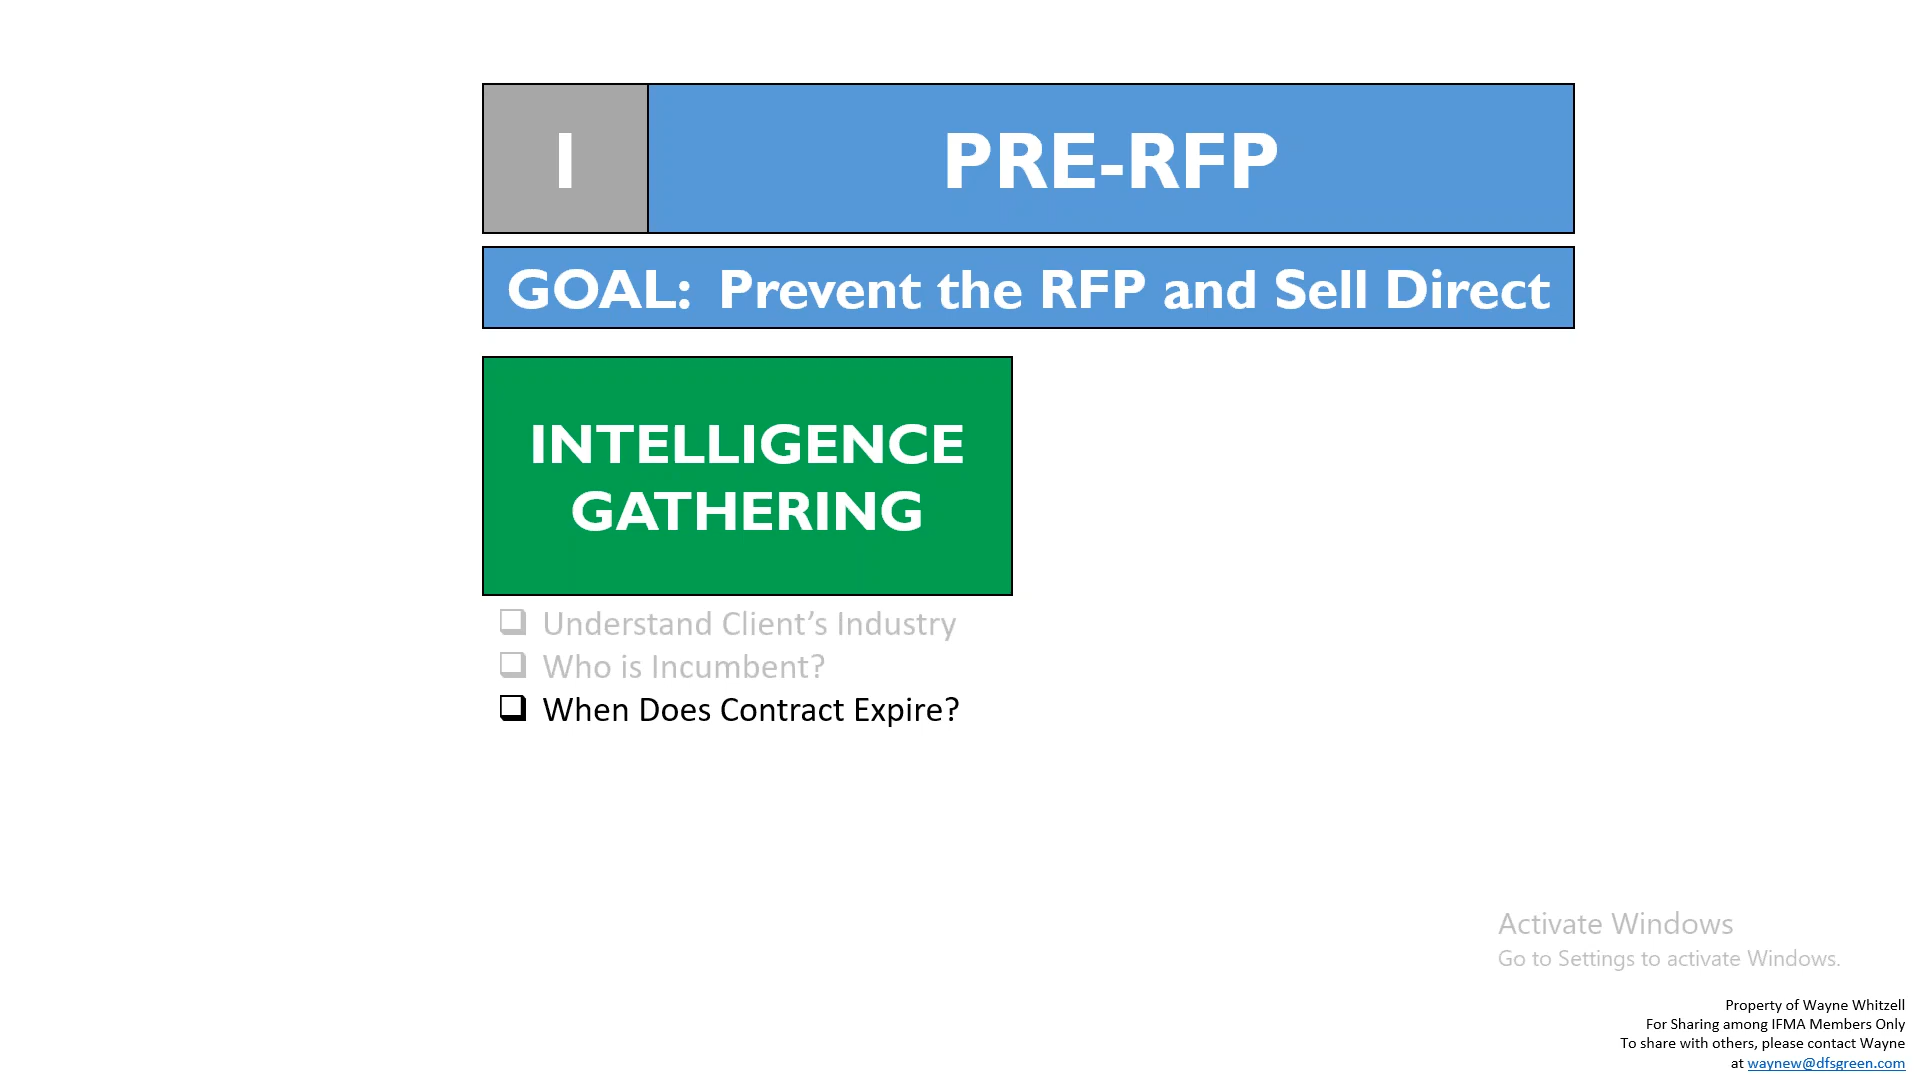 I
PRE-RFP
GOAL: Prevent the RFP and Sell Direct
INTELLIGENCE
GATHERING
❑ Understand Client’s Industry
❑ Who is Incumbent?
❑ When Does Contract Expire?
Activate Windows
Go to Settings to activate Windows.
Property of Wayne Whitzell
For Sharing among IFMA Members Only
To share with others, please contact Wayne
at waynew@dfsgreen.com